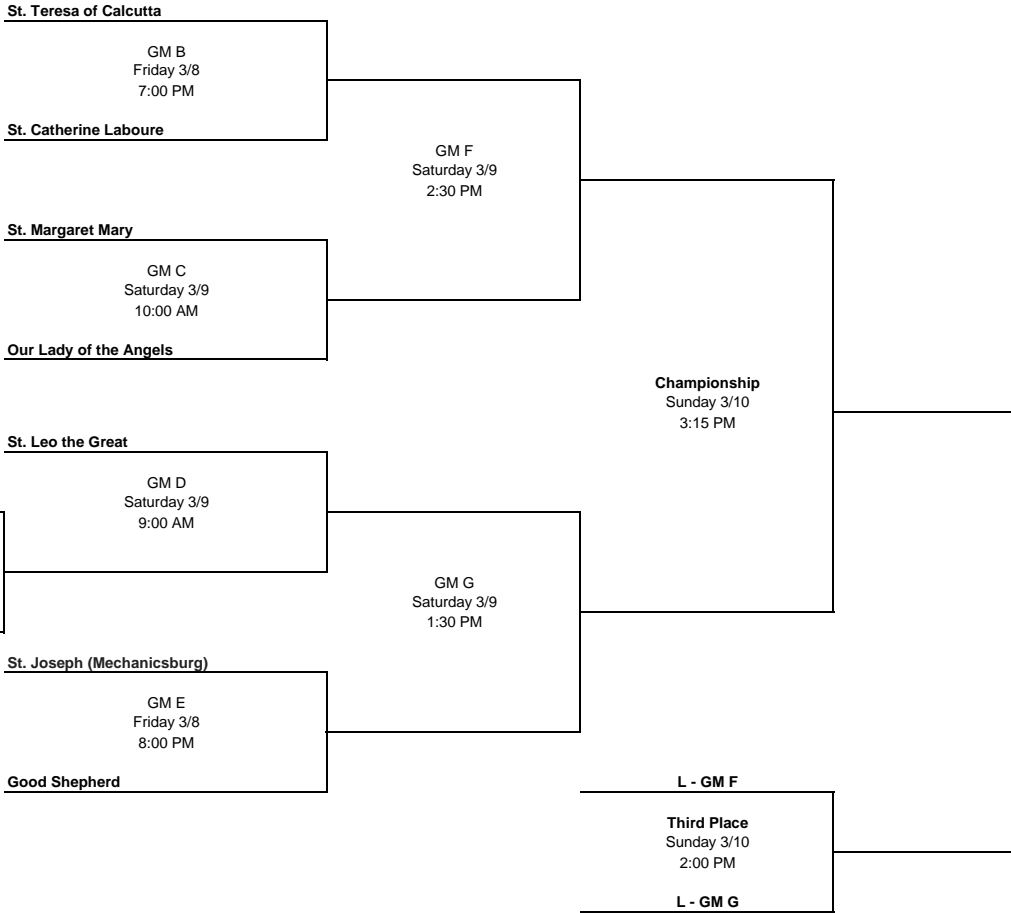 St. Teresa of Calcutta
GM B
Friday 3/8
7:00 PM
St. Catherine Laboure
GM F
Saturday 3/9
2:30 PM
St. Margaret Mary
GM C
Saturday 3/9
10:00 AM
Our Lady of the Angels
Championship
Sunday 3/10
3:15 PM
St. Leo the Great
GM D
Saturday 3/9
9:00 AM
GM G
Saturday 3/9
1:30 PM
St. Joseph (Mechanicsburg)
GM E
Friday 3/8
8:00 PM
Good Shepherd
L - GM F
Third Place
Sunday 3/10
2:00 PM
L - GM G